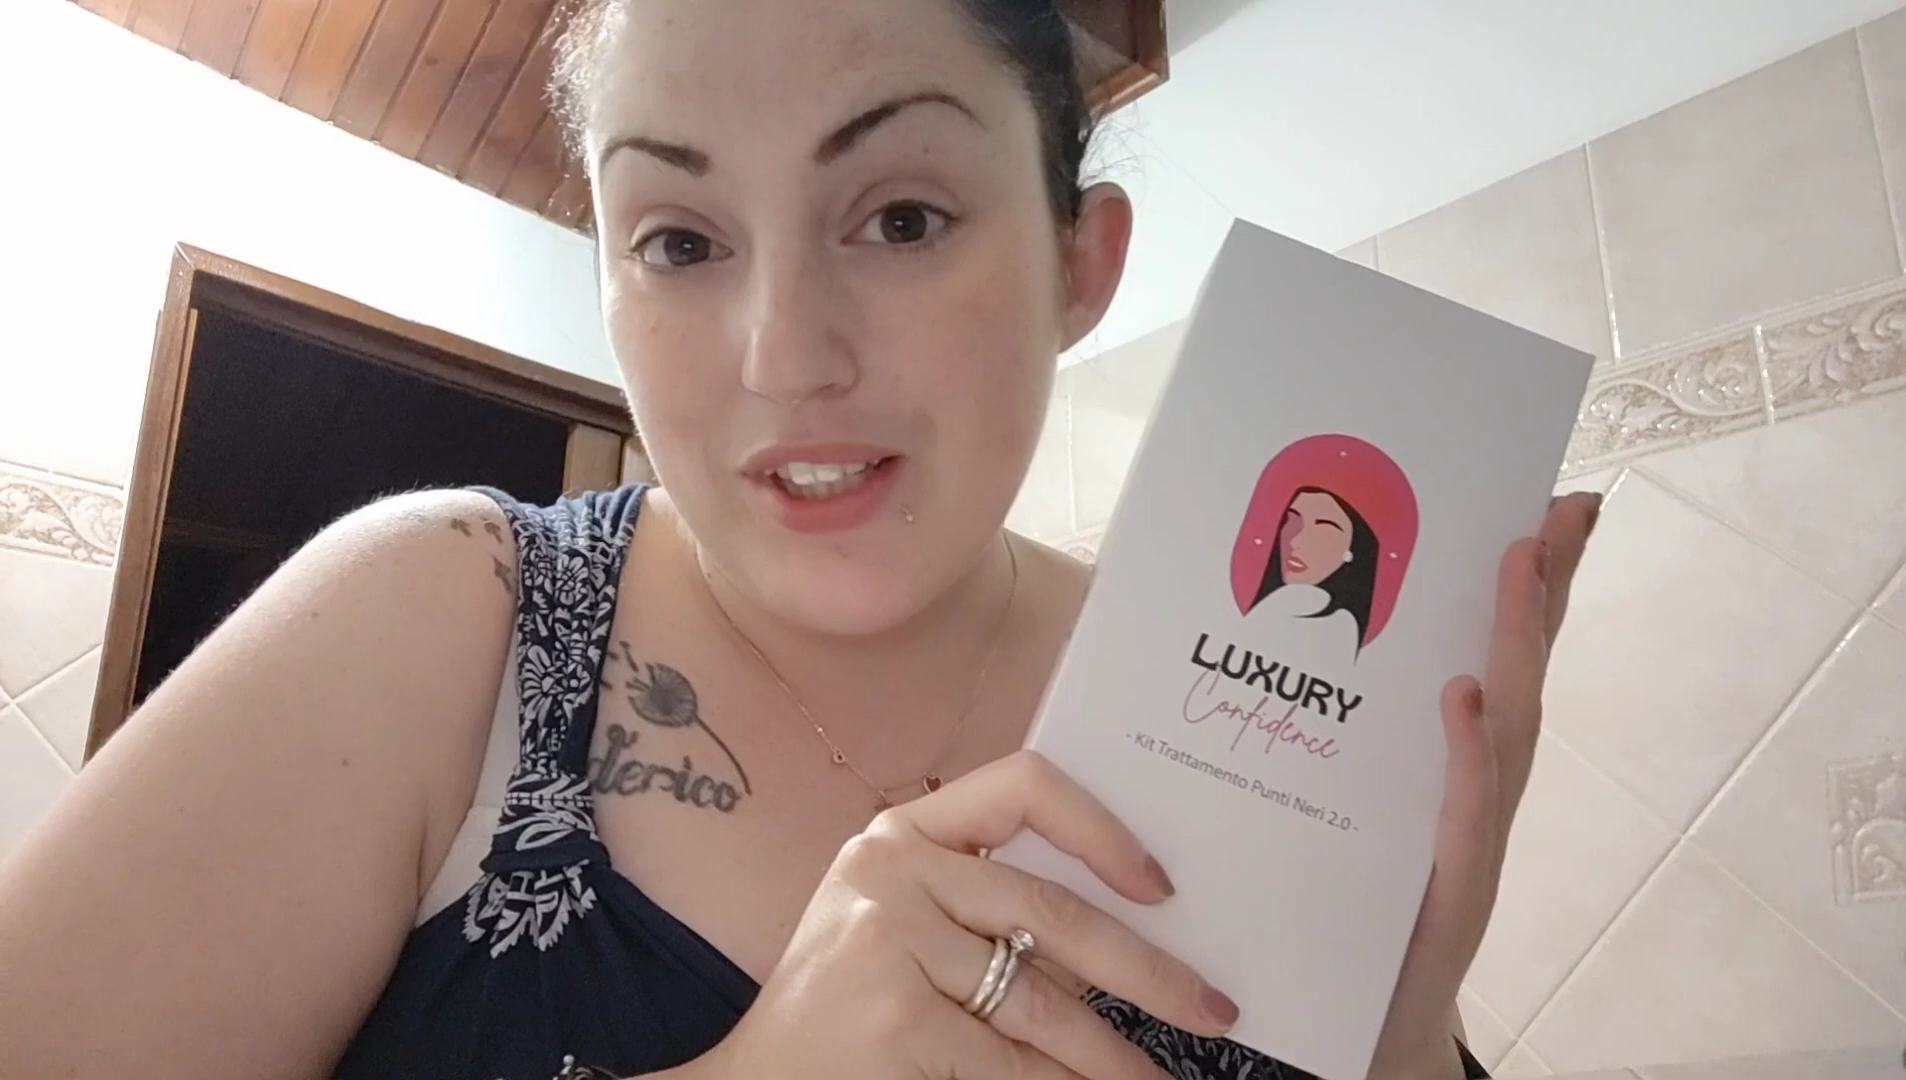 derico
LUXURY
Confidence
- Kit Trattamento Punti Neri 2.0 -